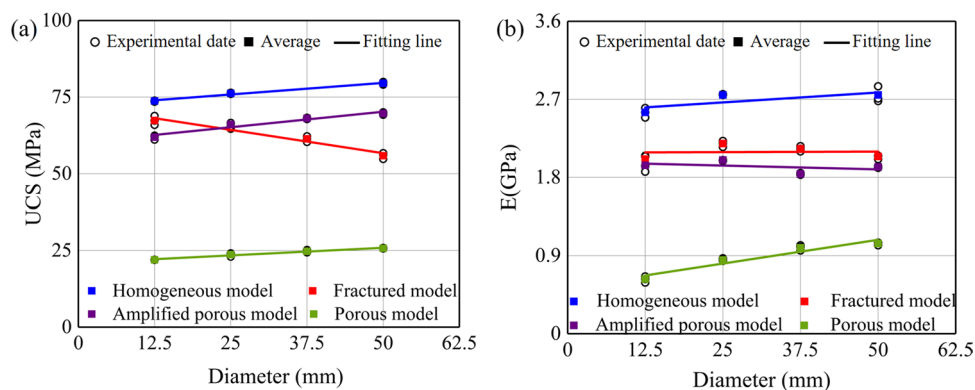 (a)
100
75
50
25
0
UCS (MPa)
Experimental date Average Fitting line
Homogeneous model Fractured model
Amplified porous model Porous model
0 12.5 25 37.5 50 62.5
Diameter (mm)
(b)
3.6
2.7
1.8
0.9
0
E(GPa)
Experimental date Average Fitting line
Homogeneous model Fractured model
Amplified porous model Porous model
0 12.5 25 37.5 50 62.5
Diameter (mm)